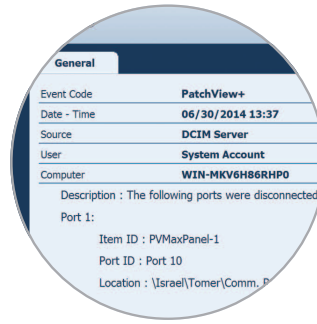 General
Event Code PatchView+
Date - Time 06/30/2014 13:37
Source DCIM Server
User System Account
Computer WIN-MKV6H86RHP0
Description : The following ports were disconnected
Port 1:
Item ID : PVMaxPanel-1
Port ID : Port 10
Location : \Israel\Tomer\Comm.